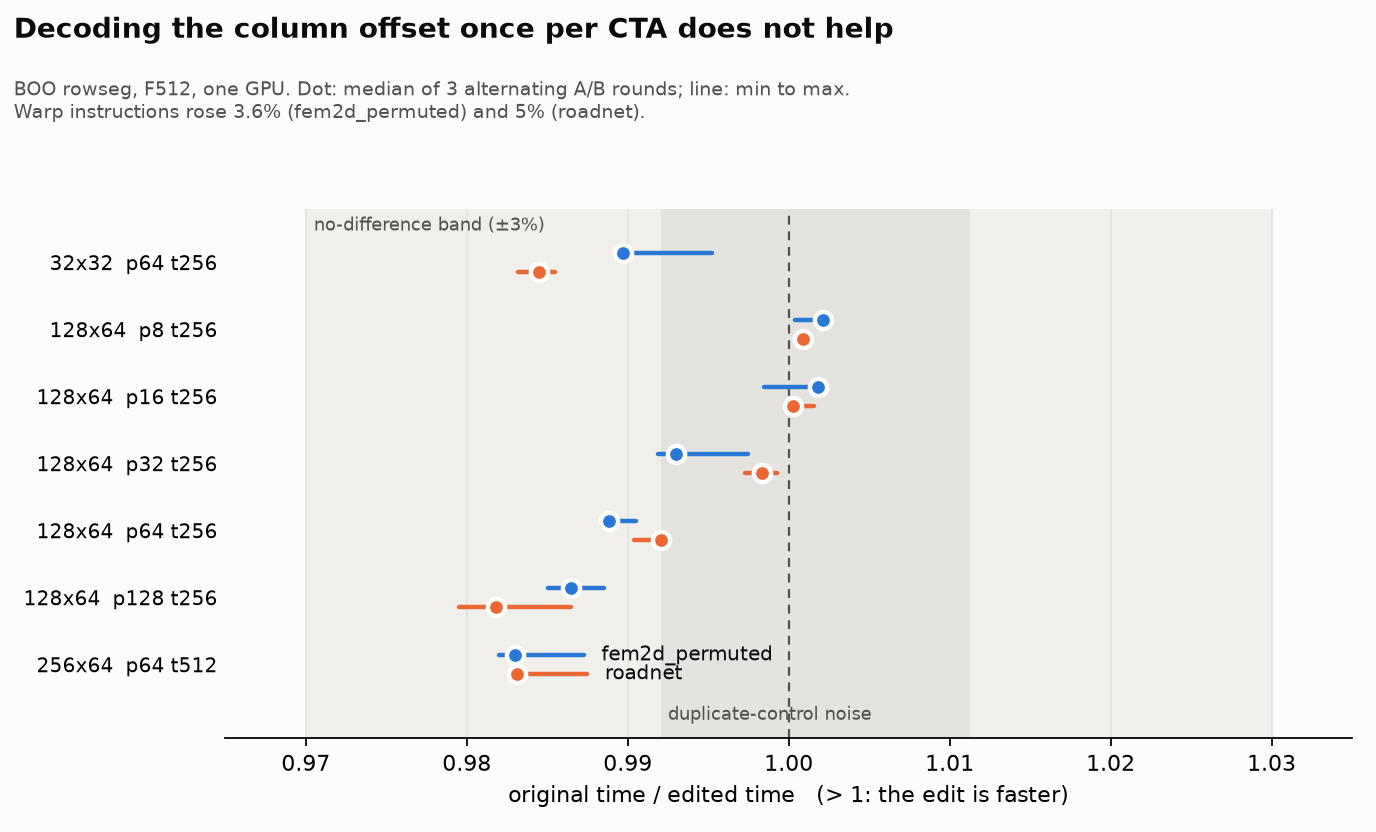 Decoding the column offset once per CTA does not help
BOO rowseg, F512, one GPU. Dot: median of 3 alternating A/B rounds; line: min to max.
Warp instructions rose 3.6% (fem2d_permuted) and 5% (roadnet).
no-difference band (±3%)
32x32  p64 t256
128x64  p8 t256
128x64  p16 t256
128x64  p32 t256
128x64  p64 t256
128x64  p128 t256
256x64  p64 t512
fem2d_permuted
roadnet
duplicate-control noise
0.97 0.98 0.99 1.00 1.01 1.02 1.03
original time / edited time   (> 1: the edit is faster)